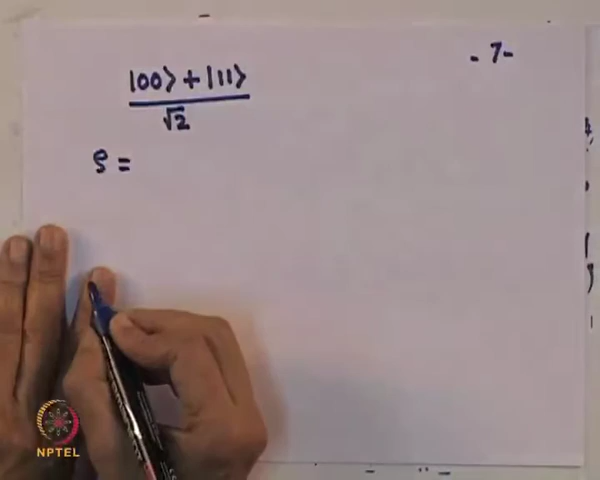 - 7-
|00⟩ + |11⟩
√2
ρ =
NPTEL